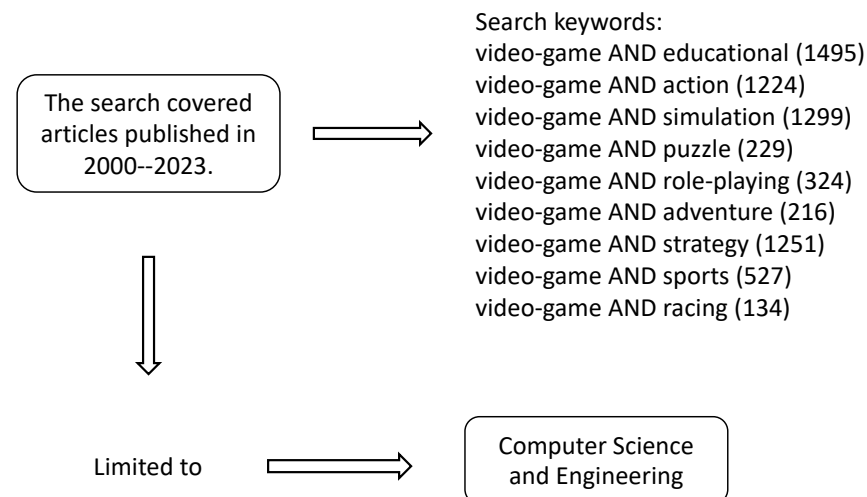 The search covered
articles published in
2000--2023.
Search keywords:
video-game AND educational (1495)
video-game AND action (1224)
video-game AND simulation (1299)
video-game AND puzzle (229)
video-game AND role-playing (324)
video-game AND adventure (216)
video-game AND strategy (1251)
video-game AND sports (527)
video-game AND racing (134)
Limited to
Computer Science
and Engineering